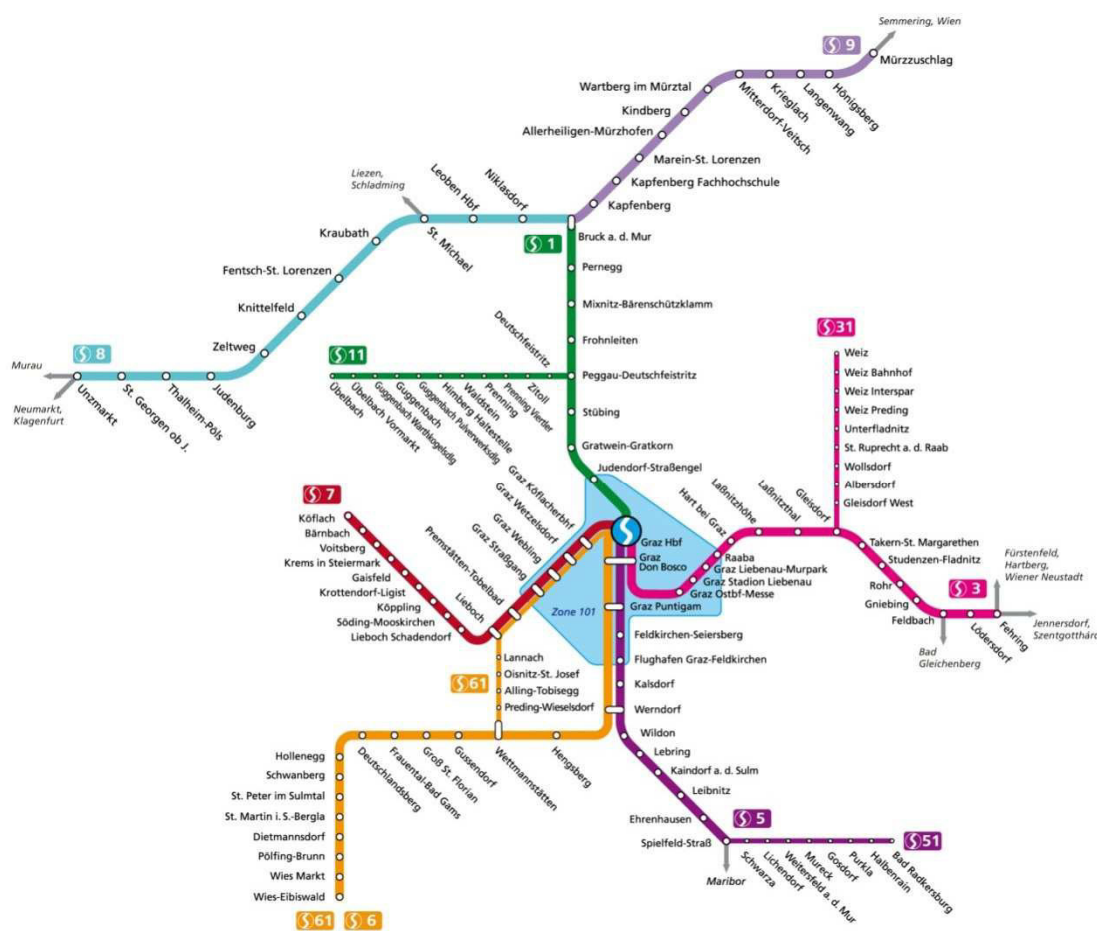 Semmering, Wien
S 9
Mürzzuschlag
Wartberg im Mürztal
Hönigsberg
Langenwang
Krieglach
Mitterdorf-Veitsch
Kindberg
Allerheiligen-Mürzhofen
Marein-St. Lorenzen
Kapfenberg Fachhochschule
Kapfenberg
Liezen,
Schladming
Leoben Hbf
Niklasdorf
Kraubath
St. Michael
S 1
Bruck a. d. Mur
Fentsch-St. Lorenzen
Pernegg
Knittelfeld
Mixnitz-Bärenschützklamm
Zeltweg
Frohnleiten
Deutschfeistritz
S 8
Murau
Neumarkt,
Klagenfurt
Unzmarkt
St. Georgen ob J.
Thalheim-Pöls
Judenburg
S 11
Peggau-Deutschfeistritz
Übelbach
Übelbach Vormarkt
Guggenbach Warthkogelsdlg
Guggenbach
Guggenbach Pulverwerksdlg
Himberg Haltestelle
Waldstein
Prenning
Prenning Viertler
Zitoll
Stübing
Gratwein-Gratkorn
Judendorf-Straßengel
S 31
Weiz
Weiz Bahnhof
Weiz Interspar
Weiz Preding
Unterfladnitz
St. Ruprecht a. d. Raab
Wollsdorf
Albersdorf
Gleisdorf West
Gleisdorf
Laßnitzthal
Laßnitzhöhe
Hart bei Graz
Raaba
Graz Liebenau-Murpark
Graz Stadion Liebenau
Graz Ostbf-Messe
Takern-St. Margarethen
Studenzen-Fladnitz
Rohr
Gniebing
Feldbach
S 3
Lödersdorf
Fehring
Fürstenfeld,
Hartberg,
Wiener Neustadt
Jennersdorf,
Szentgotthárd
Bad
Gleichenberg
S 7
Köflach
Bärnbach
Voitsberg
Krems in Steiermark
Gaisfeld
Krottendorf-Ligist
Köppling
Söding-Mooskirchen
Lieboch Schadendorf
Lieboch
Premstätten-Tobelbad
Graz Straßgang
Graz Webling
Graz Wetzelsdorf
Graz Köflacherbhf
Graz Hbf
Graz
Don Bosco
Zone 101
Graz Puntigam
Feldkirchen-Seiersberg
Flughafen Graz-Feldkirchen
Kalsdorf
Werndorf
Wildon
Lebring
Kaindorf a. d. Sulm
Leibnitz
Ehrenhausen
Spielfeld-Straß
S 5
Maribor
S 51
Schwarza
Lichendorf
Weitersfeld a. d. Mur
Mureck
Gosdorf
Purkla
Halbenrain
Bad Radkersburg
S 61
Lannach
Oisnitz-St. Josef
Alling-Tobisegg
Preding-Wieselsdorf
Hengsberg
Wettmannstätten
Gussendorf
Groß St. Florian
Frauental-Bad Gams
Deutschlandsberg
Hollenegg
Schwanberg
St. Peter im Sulmtal
St. Martin i. S.-Bergla
Dietmannsdorf
Pölfing-Brunn
Wies Markt
Wies-Eibiswald
S 61
S 6